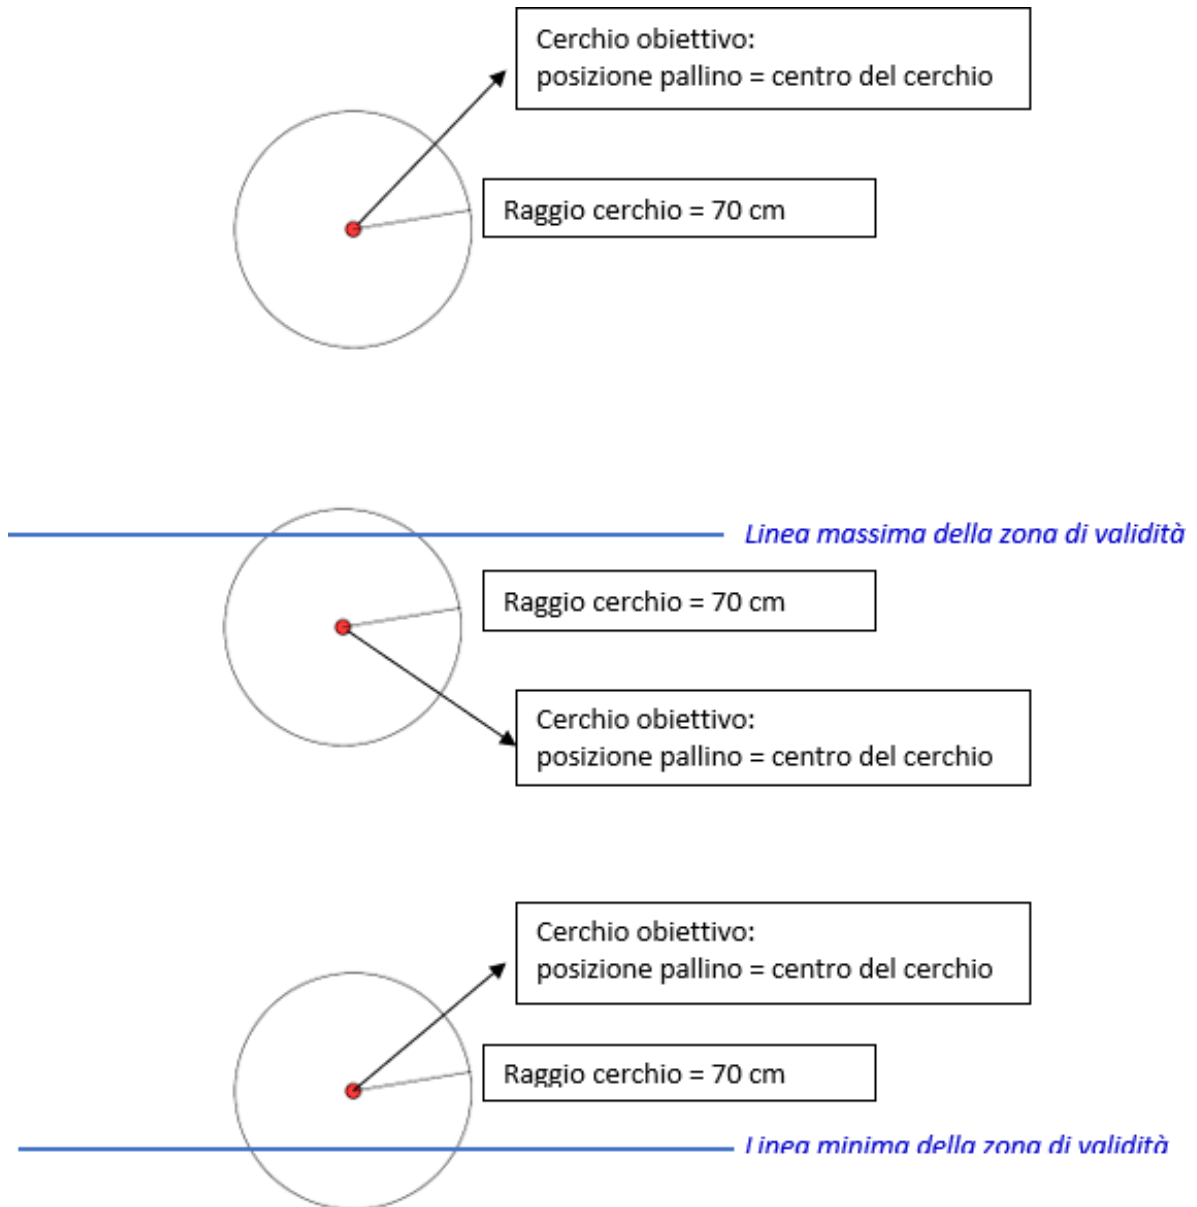 Cerchio obiettivo:
posizione pallino = centro del cerchio
Raggio cerchio = 70 cm
Linea massima della zona di validità
Raggio cerchio = 70 cm
Cerchio obiettivo:
posizione pallino = centro del cerchio
Cerchio obiettivo:
posizione pallino = centro del cerchio
Raggio cerchio = 70 cm
Linea minima della zona di validità